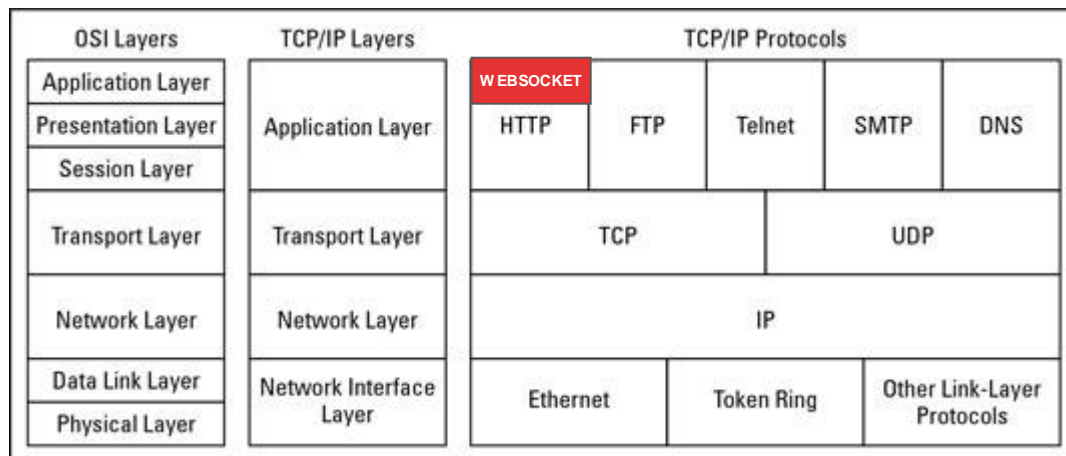 OSI Layers
TCP/IP Layers
TCP/IP Protocols
Application Layer
Presentation Layer
Session Layer
Transport Layer
Network Layer
Data Link Layer
Physical Layer
Application Layer
Transport Layer
Network Layer
Network Interface
Layer
WEBSOCKET
HTTP
FTP
Telnet
SMTP
DNS
TCP
UDP
IP
Ethernet
Token Ring
Other Link-Layer
Protocols